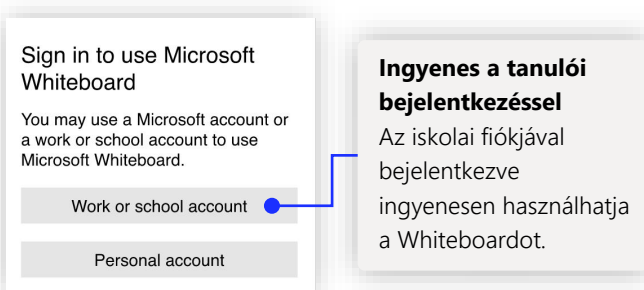 Sign in to use Microsoft
Whiteboard
You may use a Microsoft account or
a work or school account to use
Microsoft Whiteboard.
Work or school account
Personal account
Ingyenes a tanulói
bejelentkezéssel
Az iskolai fiókjával
bejelentkezve
ingyenesen használhatja
a Whiteboardot.